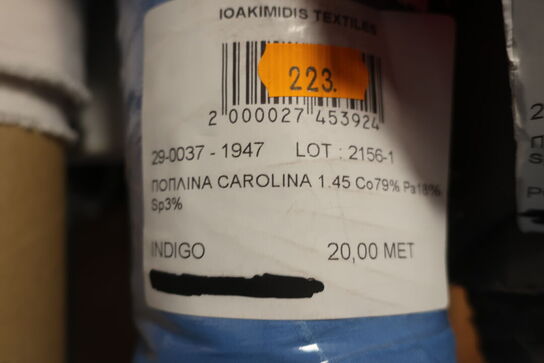 IOAKIMIDIS TEXTILES
223.
2 000027 453924
29-0037 - 1947 LOT : 2156-1
ΠΟΠΛΙΝΑ CAROLINA 1.45 Co79% Pa18%
Sp3%
INDIGO 20,00 MET